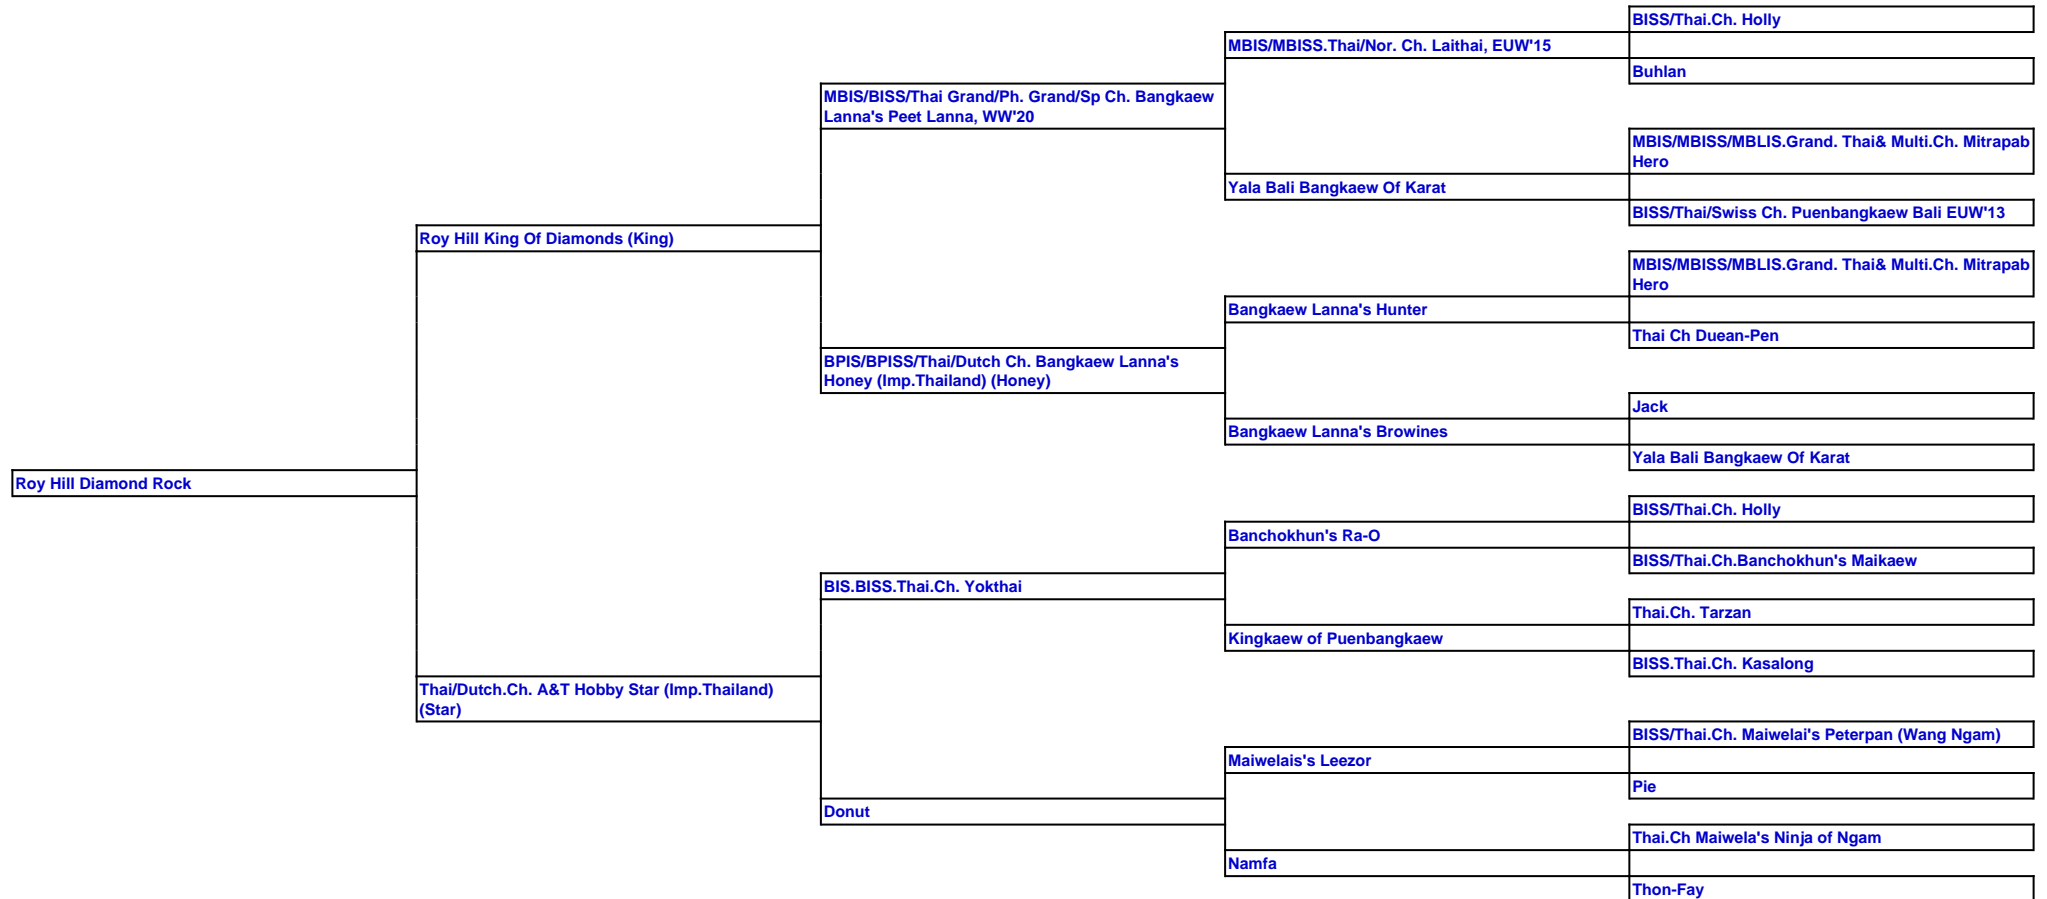 BISS/Thai.Ch. Holly
MBIS/MBISS.Thai/Nor. Ch. Laithai, EUW'15
Buhlan
MBIS/BISS/Thai Grand/Ph. Grand/Sp Ch. Bangkaew
Lanna's Peet Lanna, WW'20
MBIS/MBISS/MBLIS.Grand. Thai& Multi.Ch. Mitrapab
Hero
Yala Bali Bangkaew Of Karat
BISS/Thai/Swiss Ch. Puenbangkaew Bali EUW'13
Roy Hill King Of Diamonds (King)
MBIS/MBISS/MBLIS.Grand. Thai& Multi.Ch. Mitrapab
Hero
Bangkaew Lanna's Hunter
Thai Ch Duean-Pen
BPIS/BPISS/Thai/Dutch Ch. Bangkaew Lanna's
Honey (Imp.Thailand) (Honey)
Jack
Bangkaew Lanna's Browines
Yala Bali Bangkaew Of Karat
Roy Hill Diamond Rock
BISS/Thai.Ch. Holly
Banchokhun's Ra-O
BISS/Thai.Ch.Banchokhun's Maikaew
BIS.BISS.Thai.Ch. Yokthai
Thai.Ch. Tarzan
Kingkaew of Puenbangkaew
BISS.Thai.Ch. Kasalong
Thai/Dutch.Ch. A&T Hobby Star (Imp.Thailand)
(Star)
BISS/Thai.Ch. Maiwelai's Peterpan (Wang Ngam)
Maiwelais's Leezor
Pie
Donut
Thai.Ch Maiwela's Ninja of Ngam
Namfa
Thon-Fay